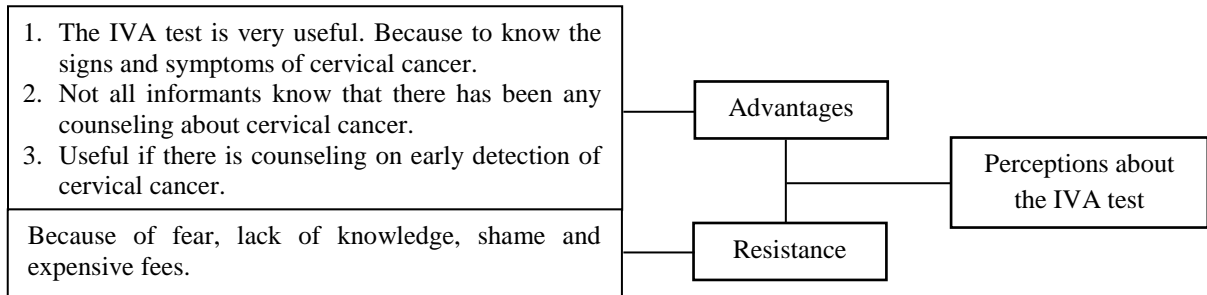 1. The IVA test is very useful. Because to know the
signs and symptoms of cervical cancer.
2. Not all informants know that there has been any
counseling about cervical cancer.
3. Useful if there is counseling on early detection of
cervical cancer.
Because of fear, lack of knowledge, shame and
expensive fees.
Advantages
Resistance
Perceptions about
the IVA test